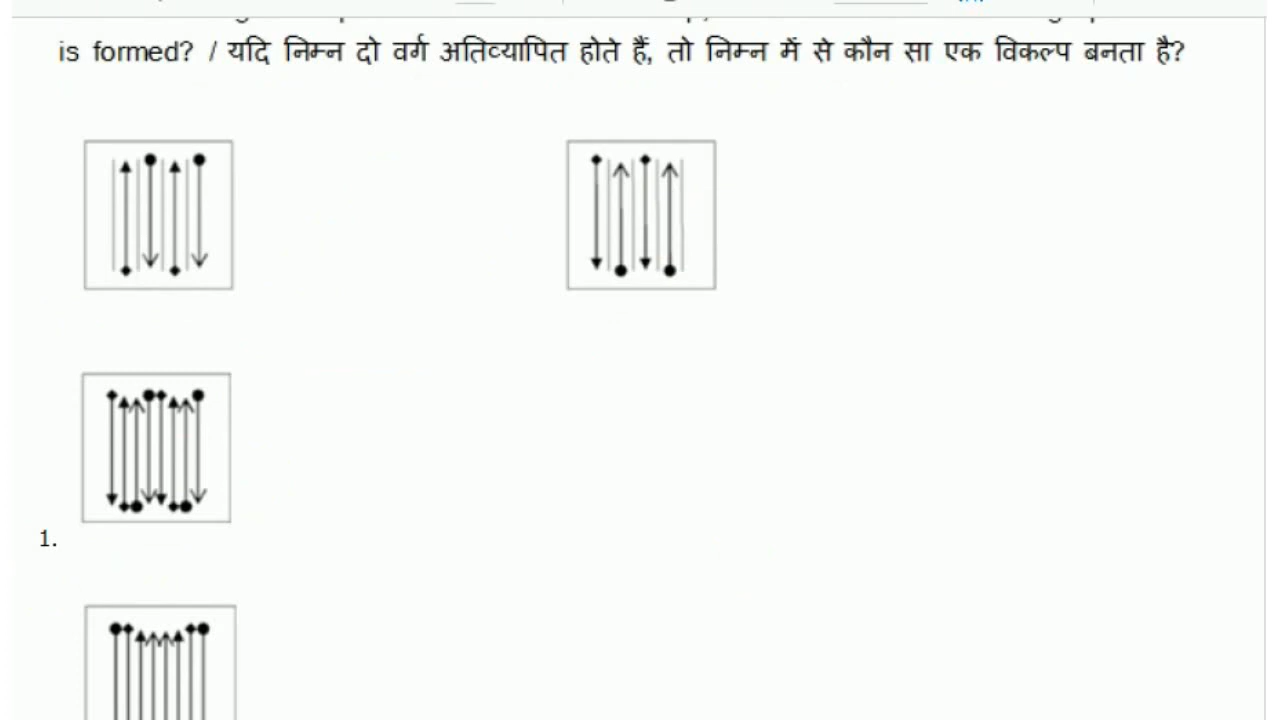 is formed? / यदि निम्न दो वर्ग अतिव्यापित होते हैं, तो निम्न में से कौन सा एक विकल्प बनता है?
1.